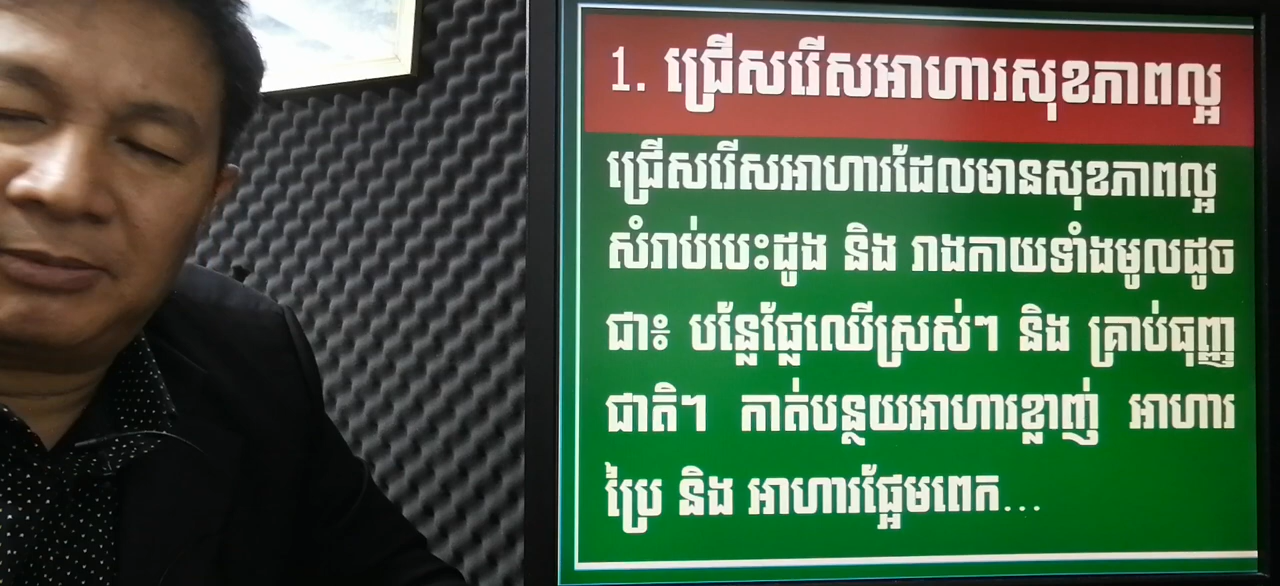 1. ជ្រើសរើសអាហារសុខភាពល្អ
ជ្រើសរើសអាហារដែលមានសុខភាពល្អ
សំរាប់បេះដូង និង រាងកាយទាំងមូលដូច
ជា៖ បន្លែផ្លែឈើស្រស់ៗ និង គ្រាប់ធុញ្ញ
ជាតិៗ កាត់បន្ថយអាហារខ្លាញ់ អាហារ
ប្រៃ និង អាហារផ្អែមពេក...